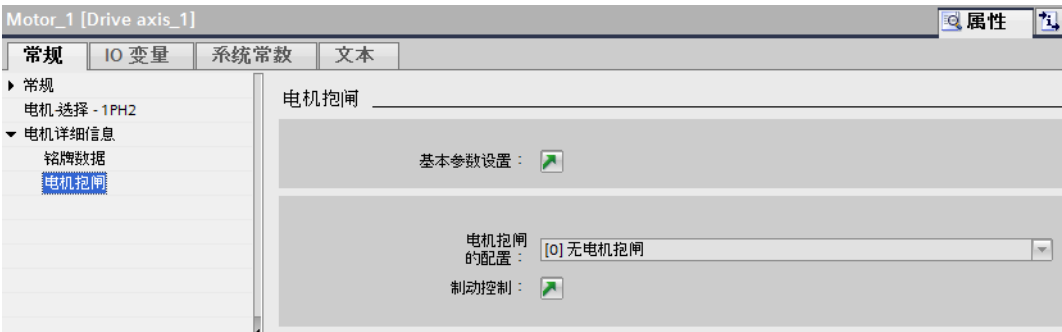 Motor_1 [Drive axis_1]
属性
常规
IO 变量
系统常数
文本
常规
电机-选择 - 1PH2
电机详细信息
铭牌数据
电机抱闸
电机抱闸
基本参数设置：
电机抱闸
的配置：
[0] 无电机抱闸
制动控制：